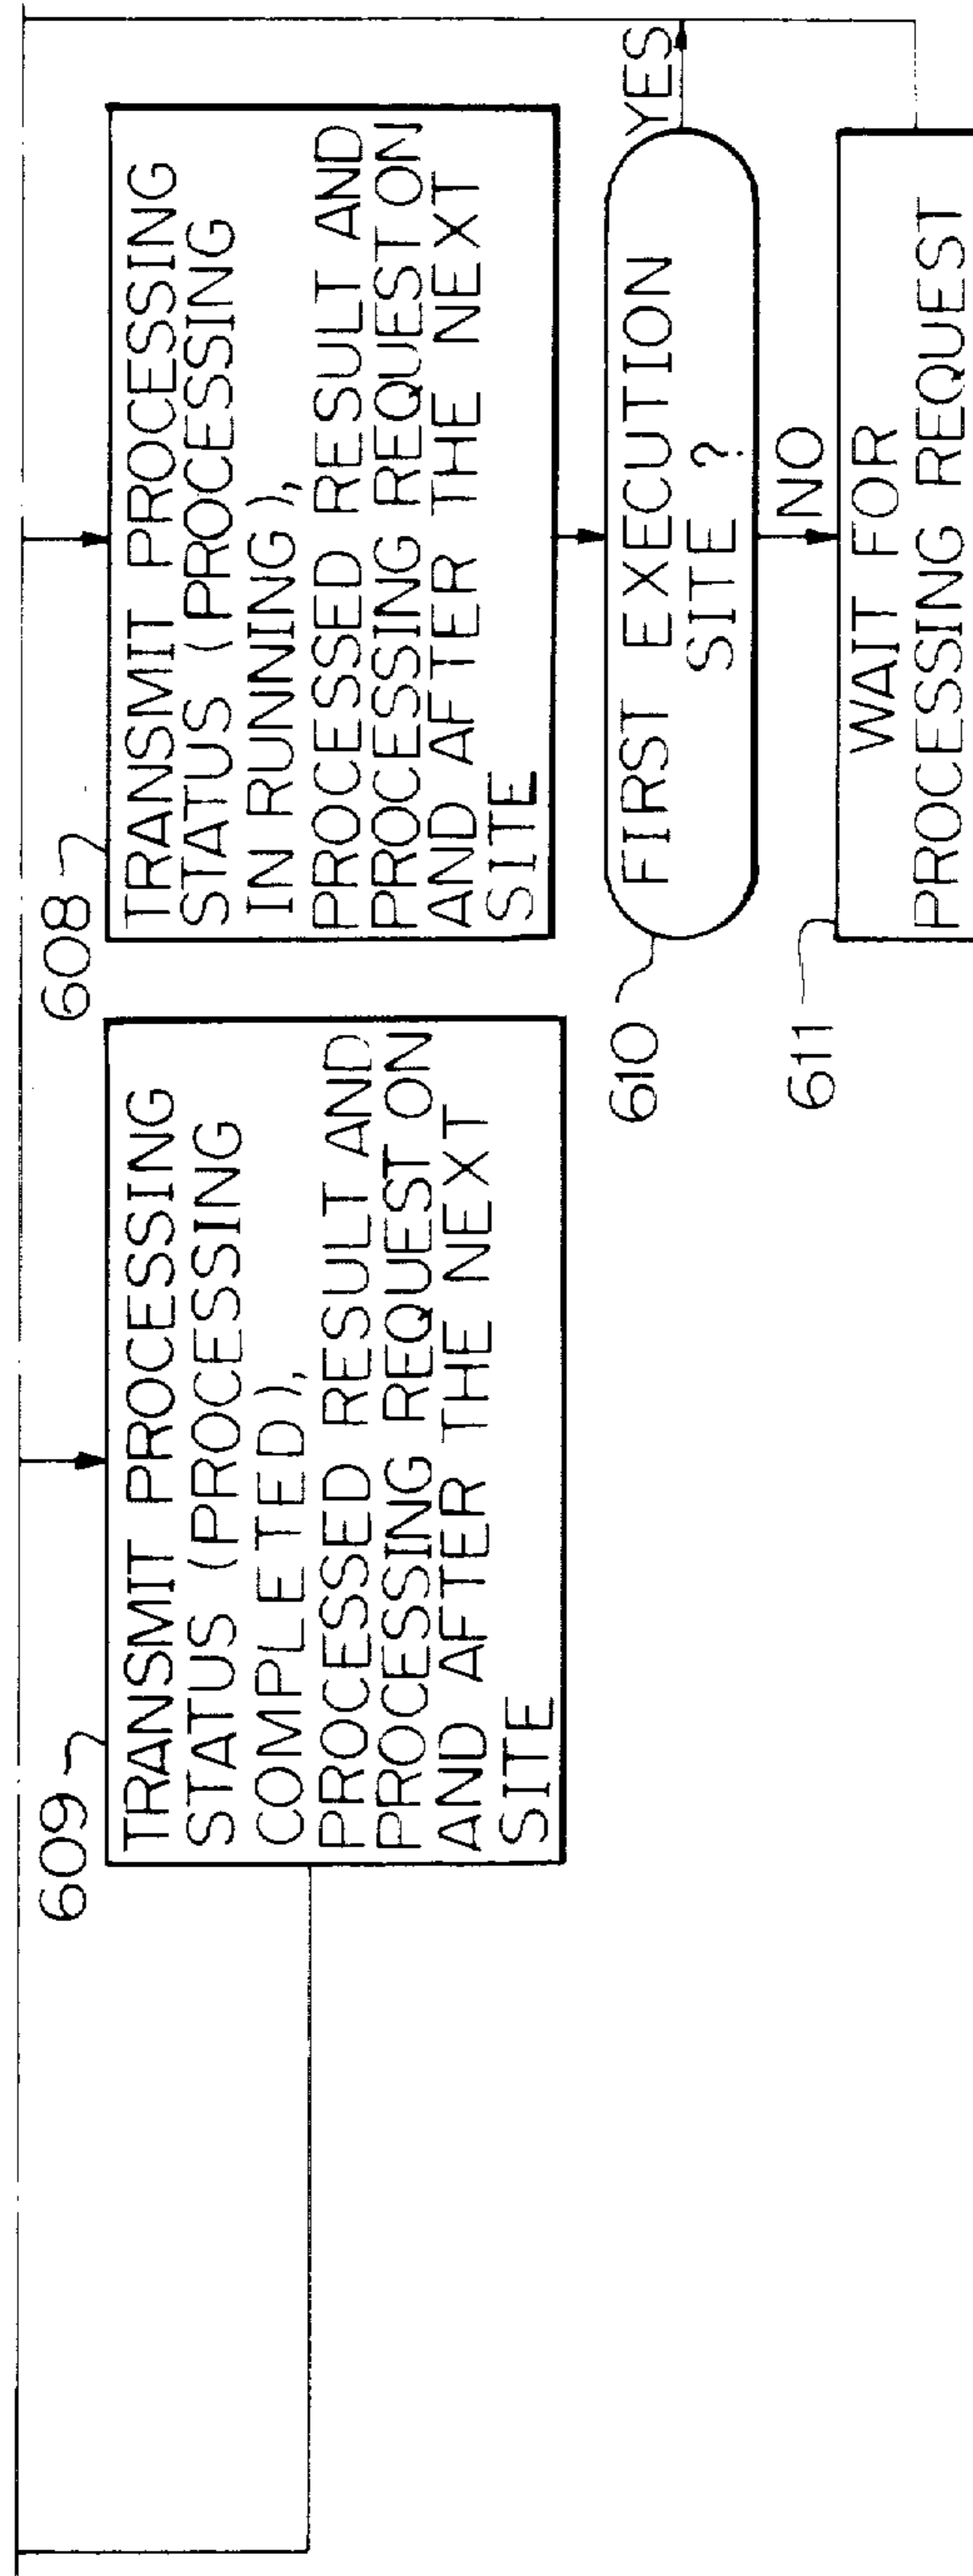 609
TRANSMIT PROCESSING
STATUS (PROCESSING
COMPLETED),
PROCESSED RESULT AND
PROCESSING REQUEST ON
AND AFTER THE NEXT
SITE
608
TRANSMIT PROCESSING
STATUS (PROCESSING
IN RUNNING),
PROCESSED RESULT AND
PROCESSING REQUEST ON
AND AFTER THE NEXT
SITE
610
FIRST EXECUTION
SITE ?
YES
NO
611
WAIT FOR
PROCESSING REQUEST